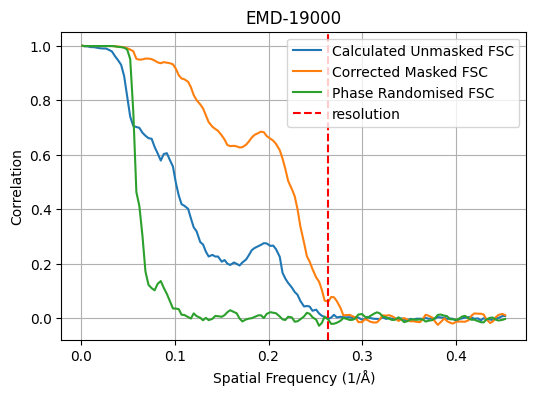 EMD-19000
Calculated Unmasked FSC
Corrected Masked FSC
Phase Randomised FSC
resolution
Correlation
1.0
0.8
0.6
0.4
0.2
0.0
0.0 0.1 0.2 0.3 0.4
Spatial Frequency (1/Å)